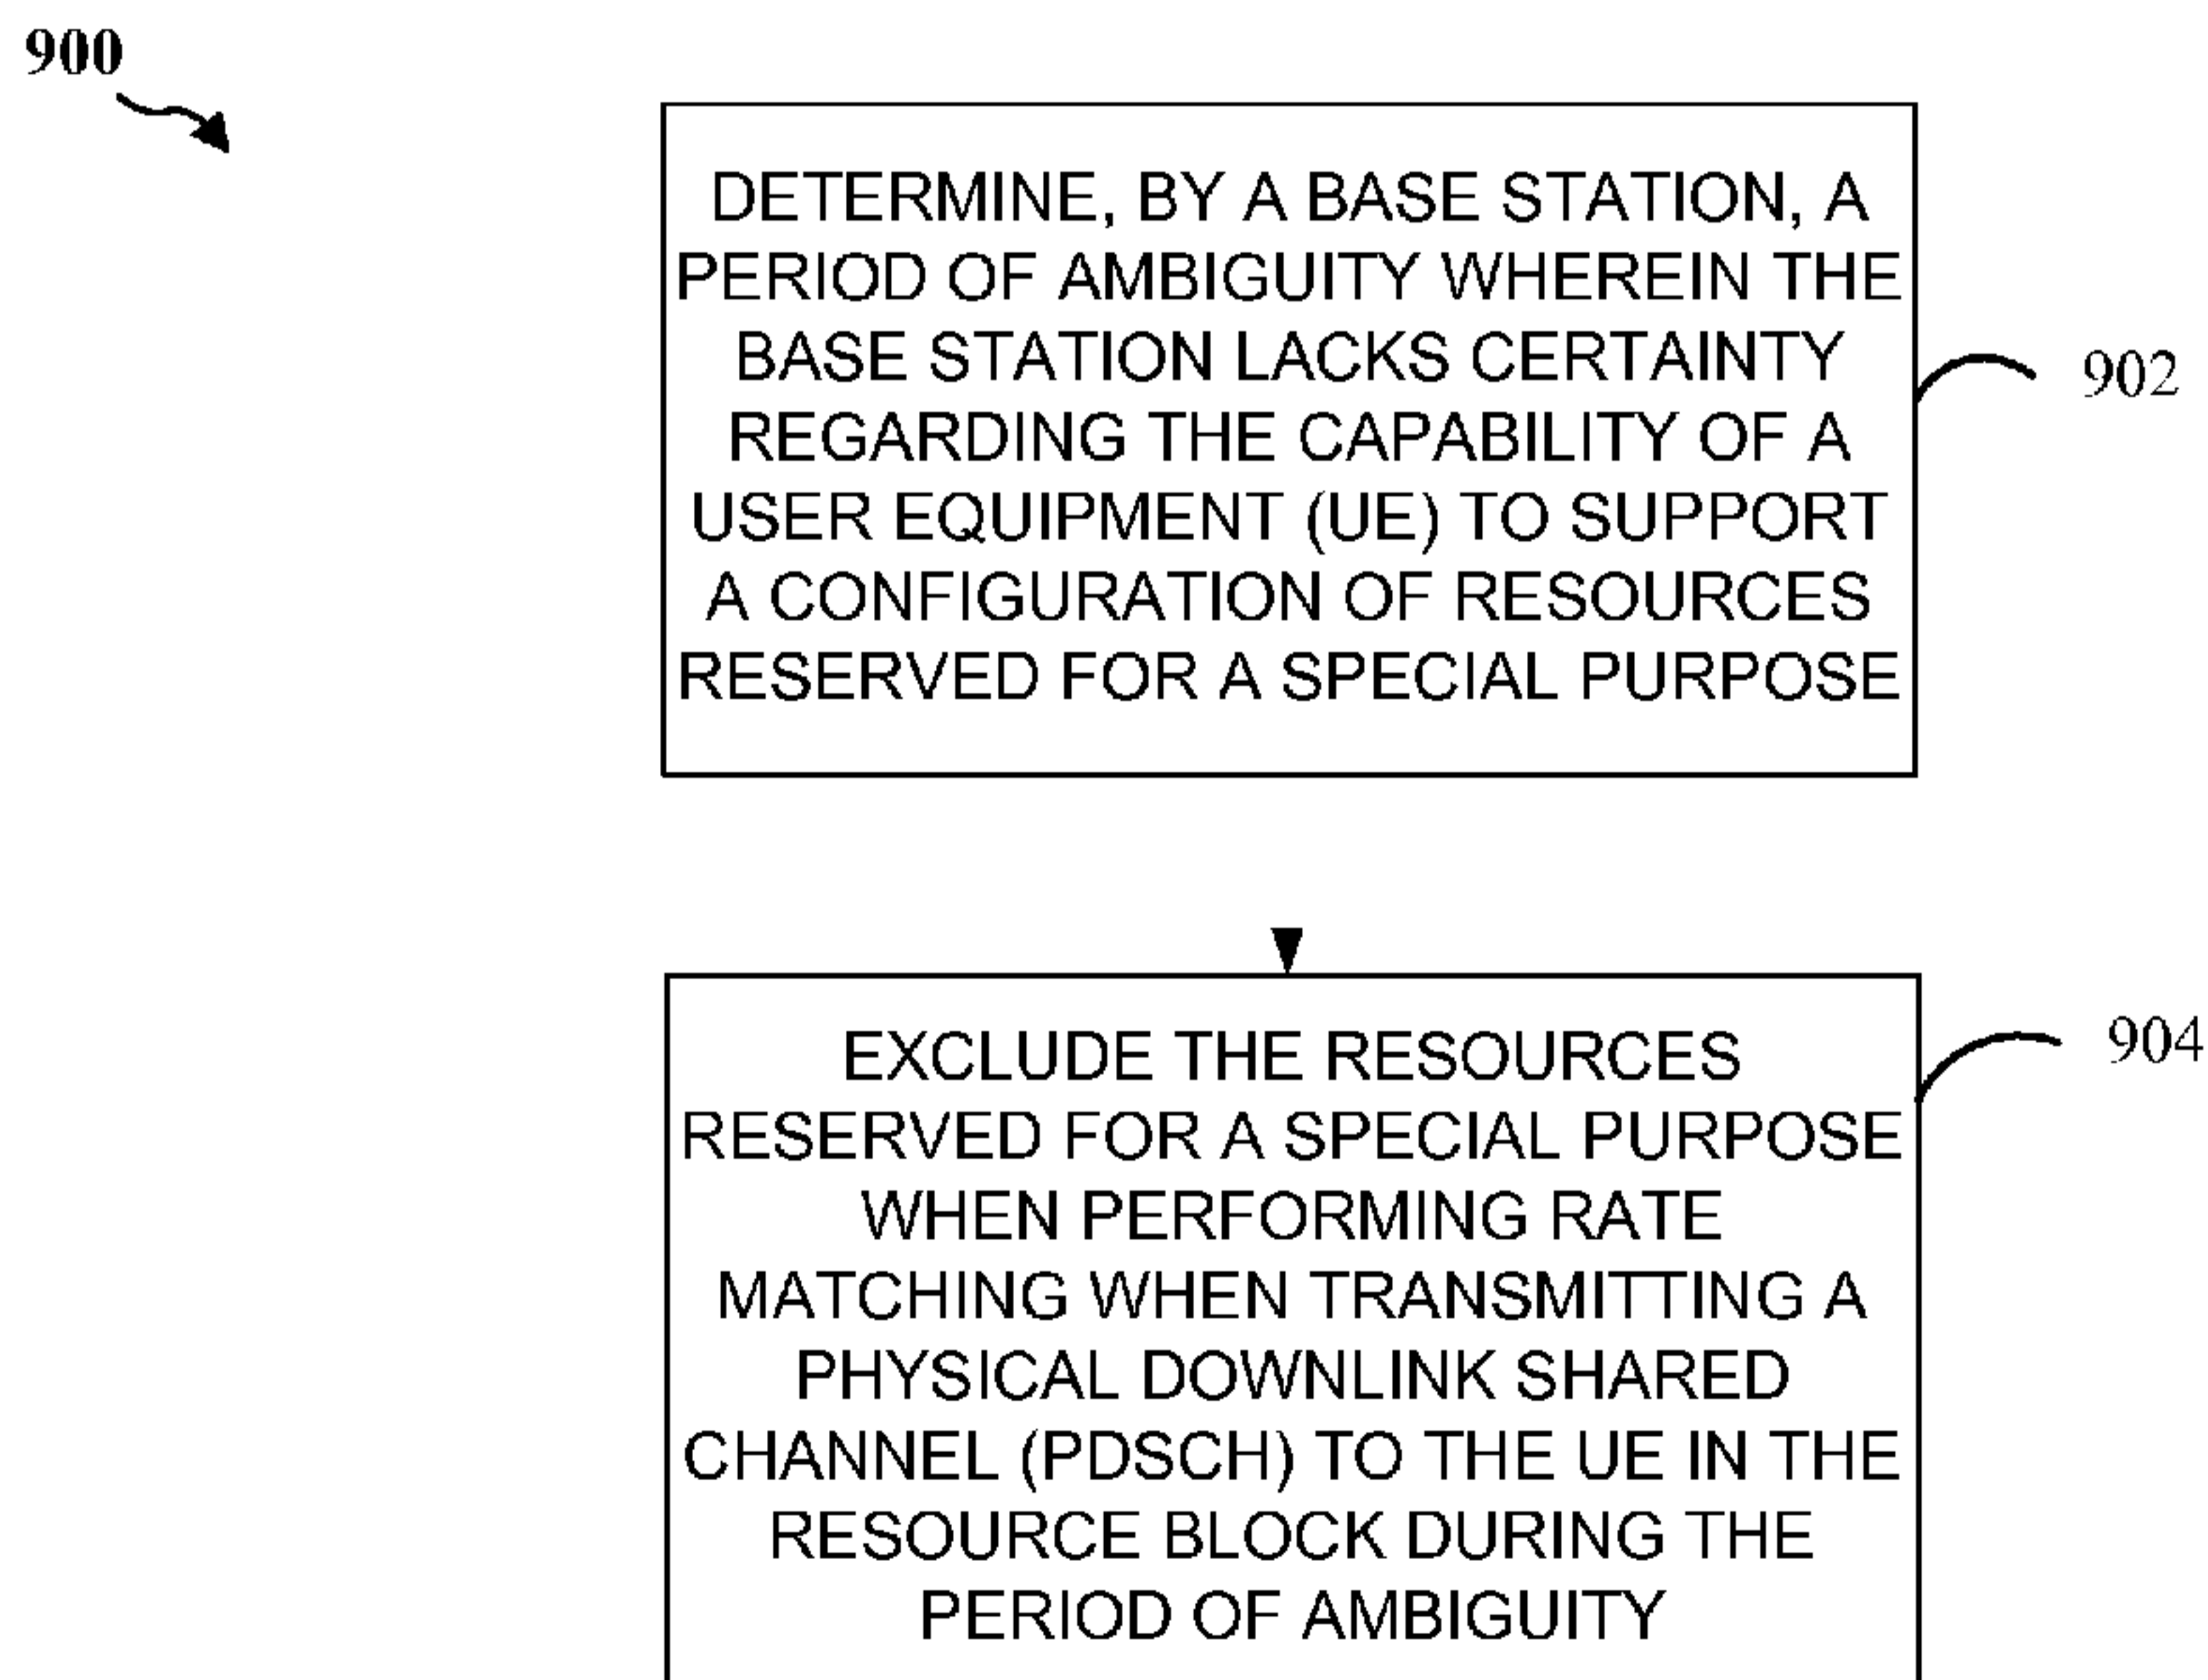 900
DETERMINE, BY A BASE STATION, A
PERIOD OF AMBIGUITY WHEREIN THE
BASE STATION LACKS CERTAINTY
REGARDING THE CAPABILITY OF A
USER EQUIPMENT (UE) TO SUPPORT
A CONFIGURATION OF RESOURCES
RESERVED FOR A SPECIAL PURPOSE
902
EXCLUDE THE RESOURCES
RESERVED FOR A SPECIAL PURPOSE
WHEN PERFORMING RATE
MATCHING WHEN TRANSMITTING A
PHYSICAL DOWNLINK SHARED
CHANNEL (PDSCH) TO THE UE IN THE
RESOURCE BLOCK DURING THE
PERIOD OF AMBIGUITY
904